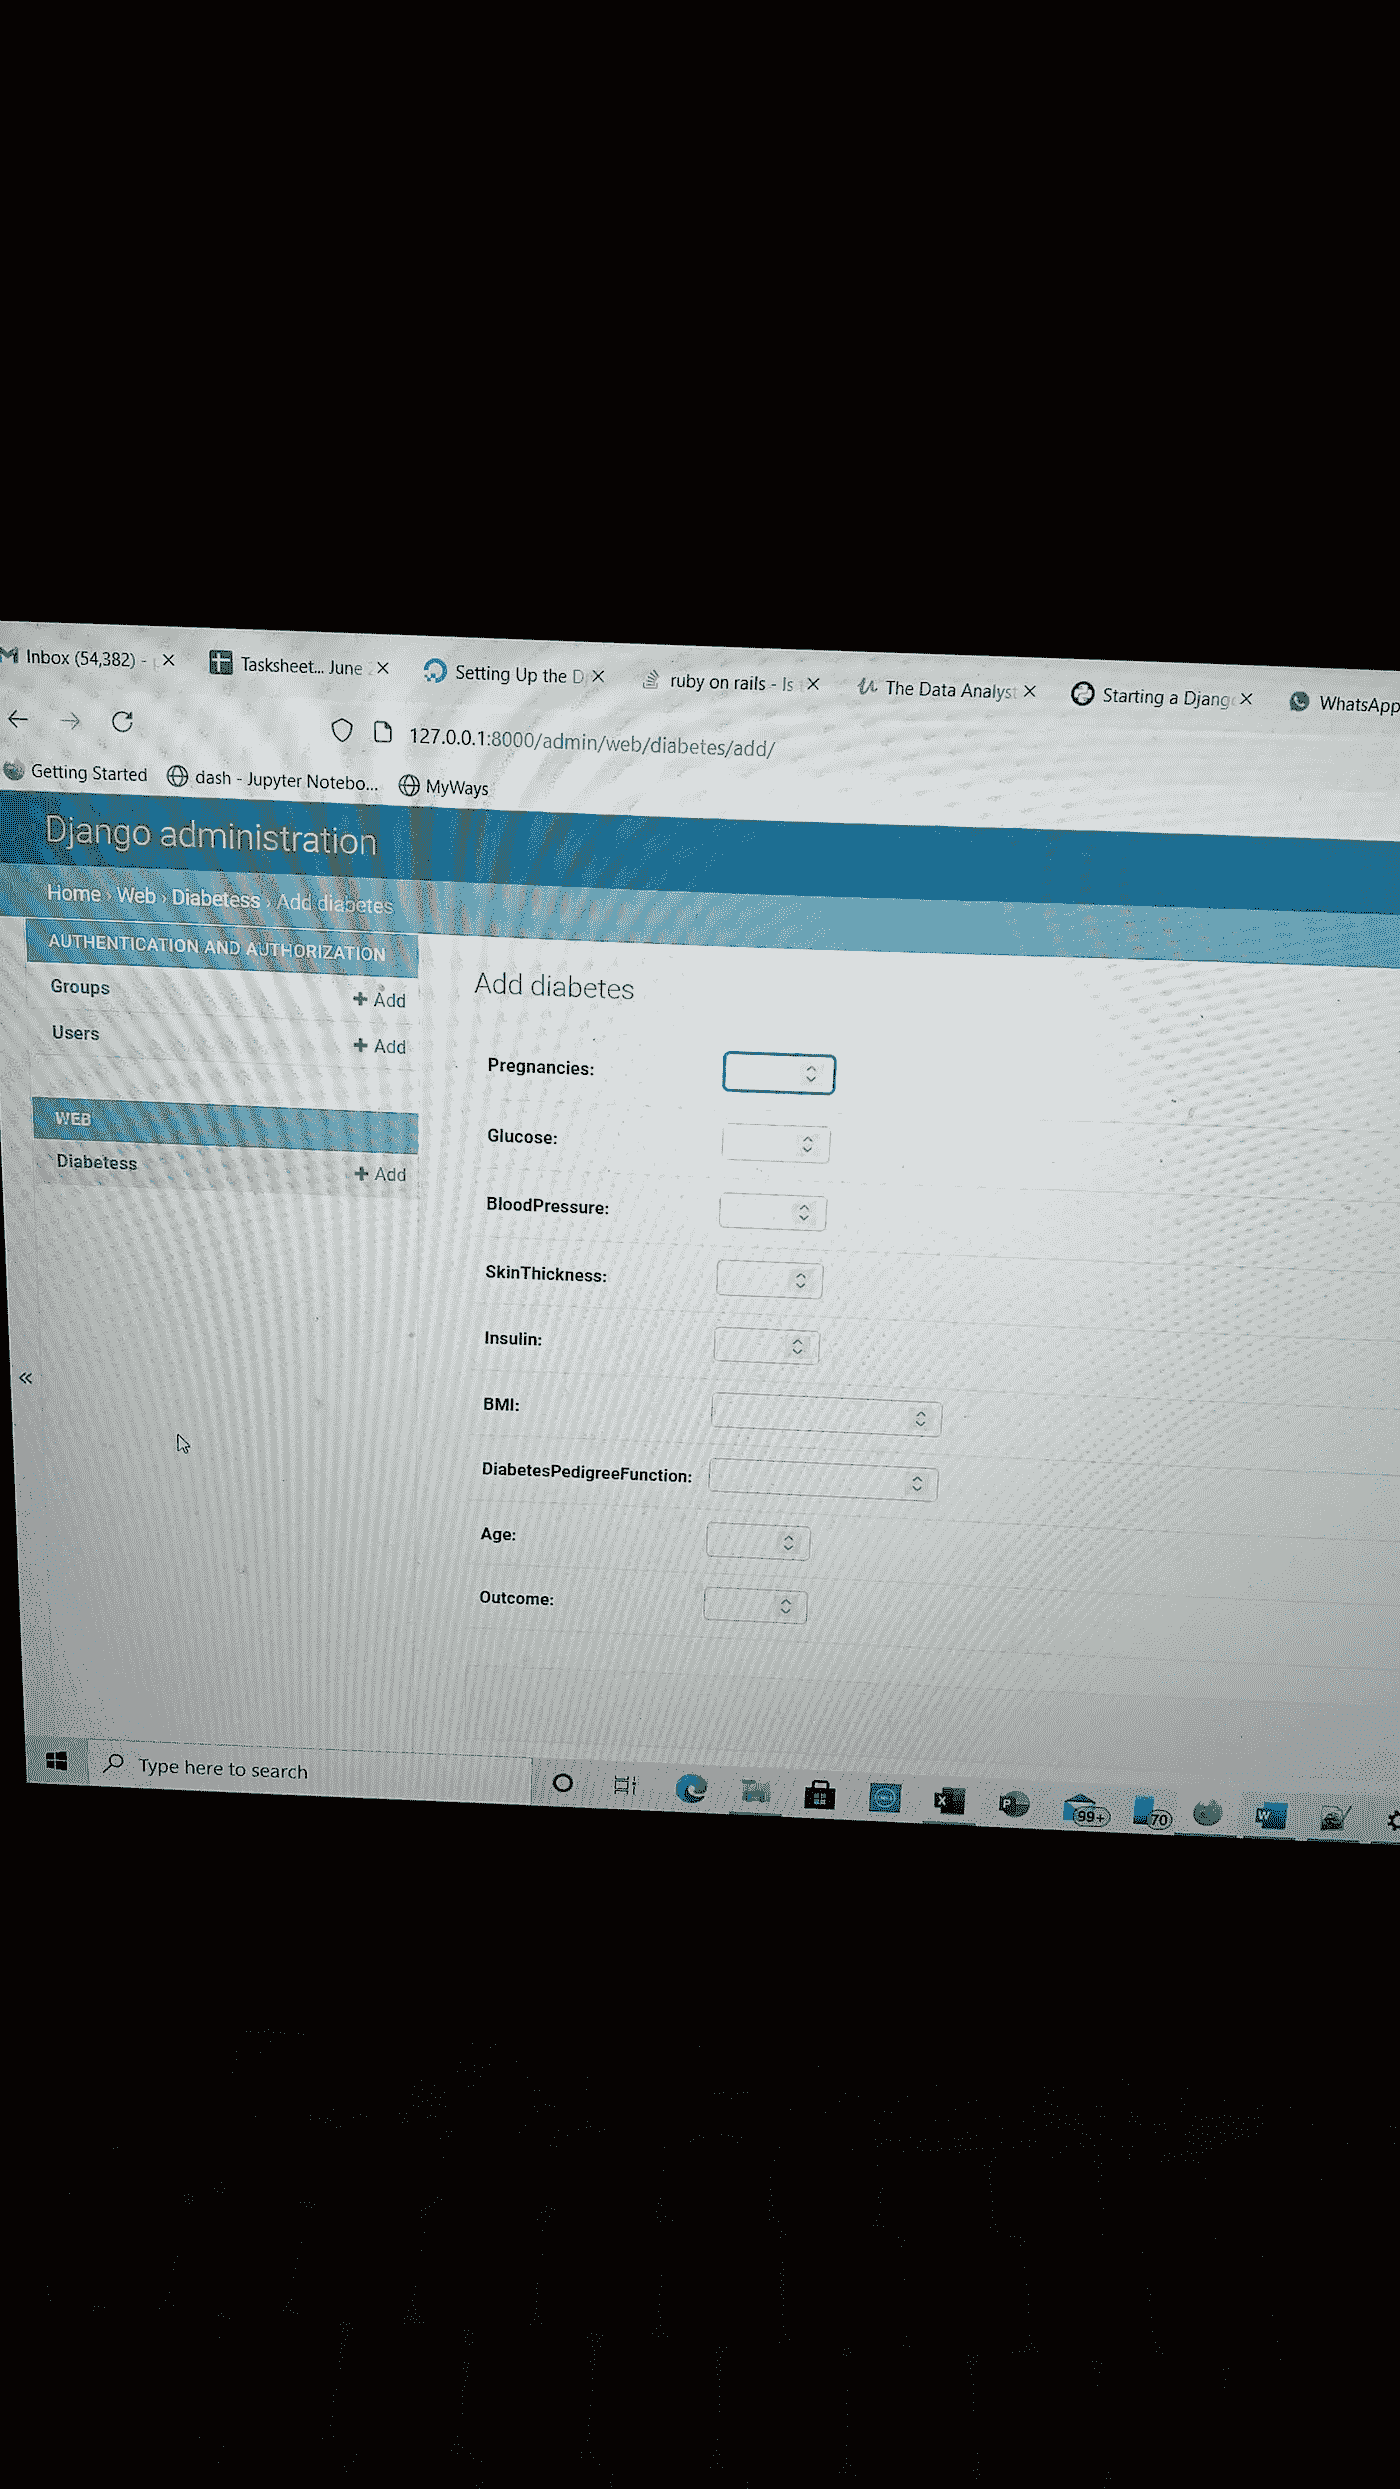 Inbox (54,382) -
Tasksheet... June
Setting Up the D
ruby on rails - Is
The Data Analyst
Starting a Djang
WhatsApp
127.0.0.1:8000/admin/web/diabetes/add/
Getting Started
dash - Jupyter Notebo...
MyWays
Django administration
Home › Web › Diabetess › Add diabetes
AUTHENTICATION AND AUTHORIZATION
Groups + Add
Users + Add
WEB
Diabetess + Add
«
Add diabetes
Pregnancies:
Glucose:
BloodPressure:
SkinThickness:
Insulin:
BMI:
DiabetesPedigreeFunction:
Age:
Outcome:
Type here to search
99+
70